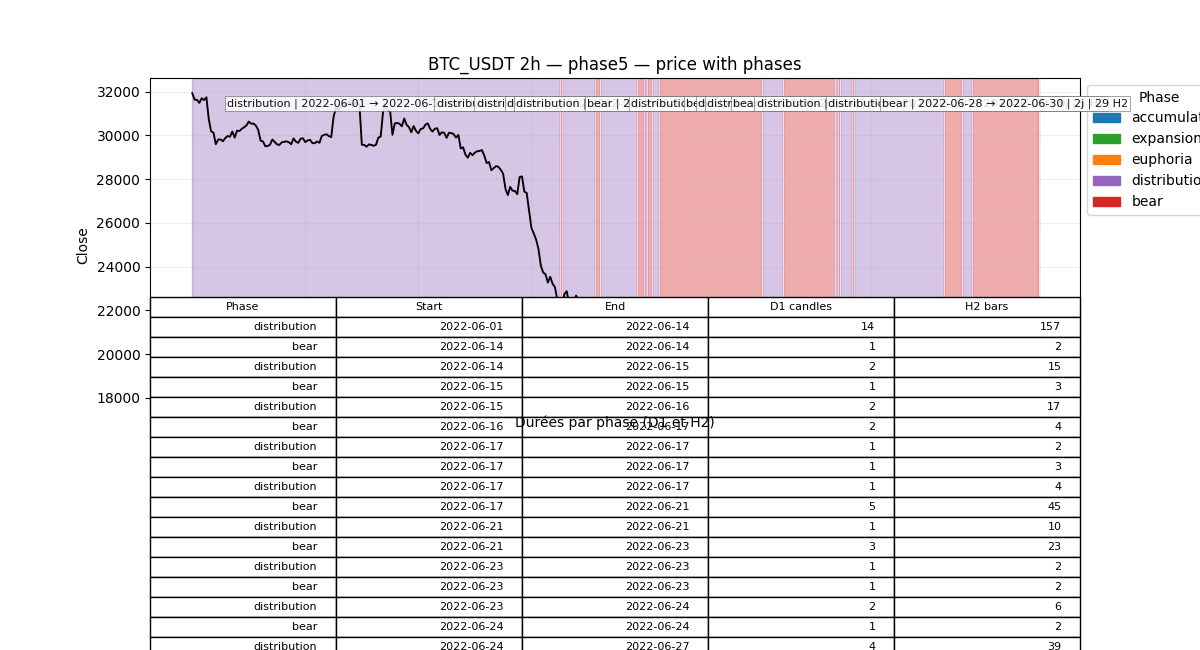 BTC_USDT 2h — phase5 — price with phases
distribution | 2022-06-01 → 2022-06-
distribution
bear | 2022-06-28 → 2022-06-30 | 2j | 29 H2
Phase
accumulat
expansion
euphoria
distributio
bear
Close
32000
30000
28000
26000
24000
22000
20000
18000
Durées par phase (D1 et H2)
Phase Start End D1 candles H2 bars
distribution 2022-06-01 2022-06-14 14 157
bear 2022-06-14 2022-06-14 1 2
distribution 2022-06-14 2022-06-15 2 15
bear 2022-06-15 2022-06-15 1 3
distribution 2022-06-15 2022-06-16 2 17
bear 2022-06-16 2022-06-17 2 4
distribution 2022-06-17 2022-06-17 1 2
bear 2022-06-17 2022-06-17 1 3
distribution 2022-06-17 2022-06-17 1 4
bear 2022-06-17 2022-06-21 5 45
distribution 2022-06-21 2022-06-21 1 10
bear 2022-06-21 2022-06-23 3 23
distribution 2022-06-23 2022-06-23 1 2
bear 2022-06-23 2022-06-23 1 2
distribution 2022-06-23 2022-06-24 2 6
bear 2022-06-24 2022-06-24 1 2
distribution 2022-06-24 2022-06-27 4 39